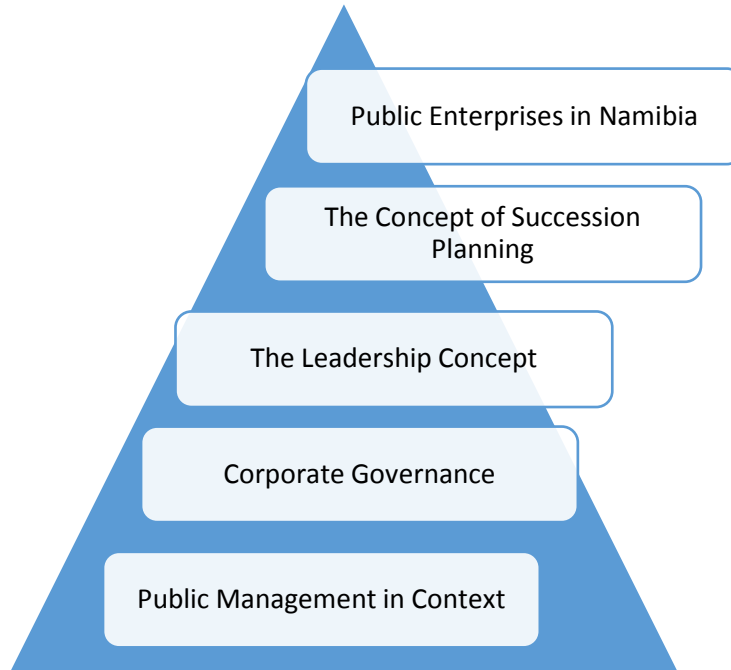 Public Enterprises in Namibia
The Concept of Succession
Planning
The Leadership Concept
Corporate Governance
Public Management in Context